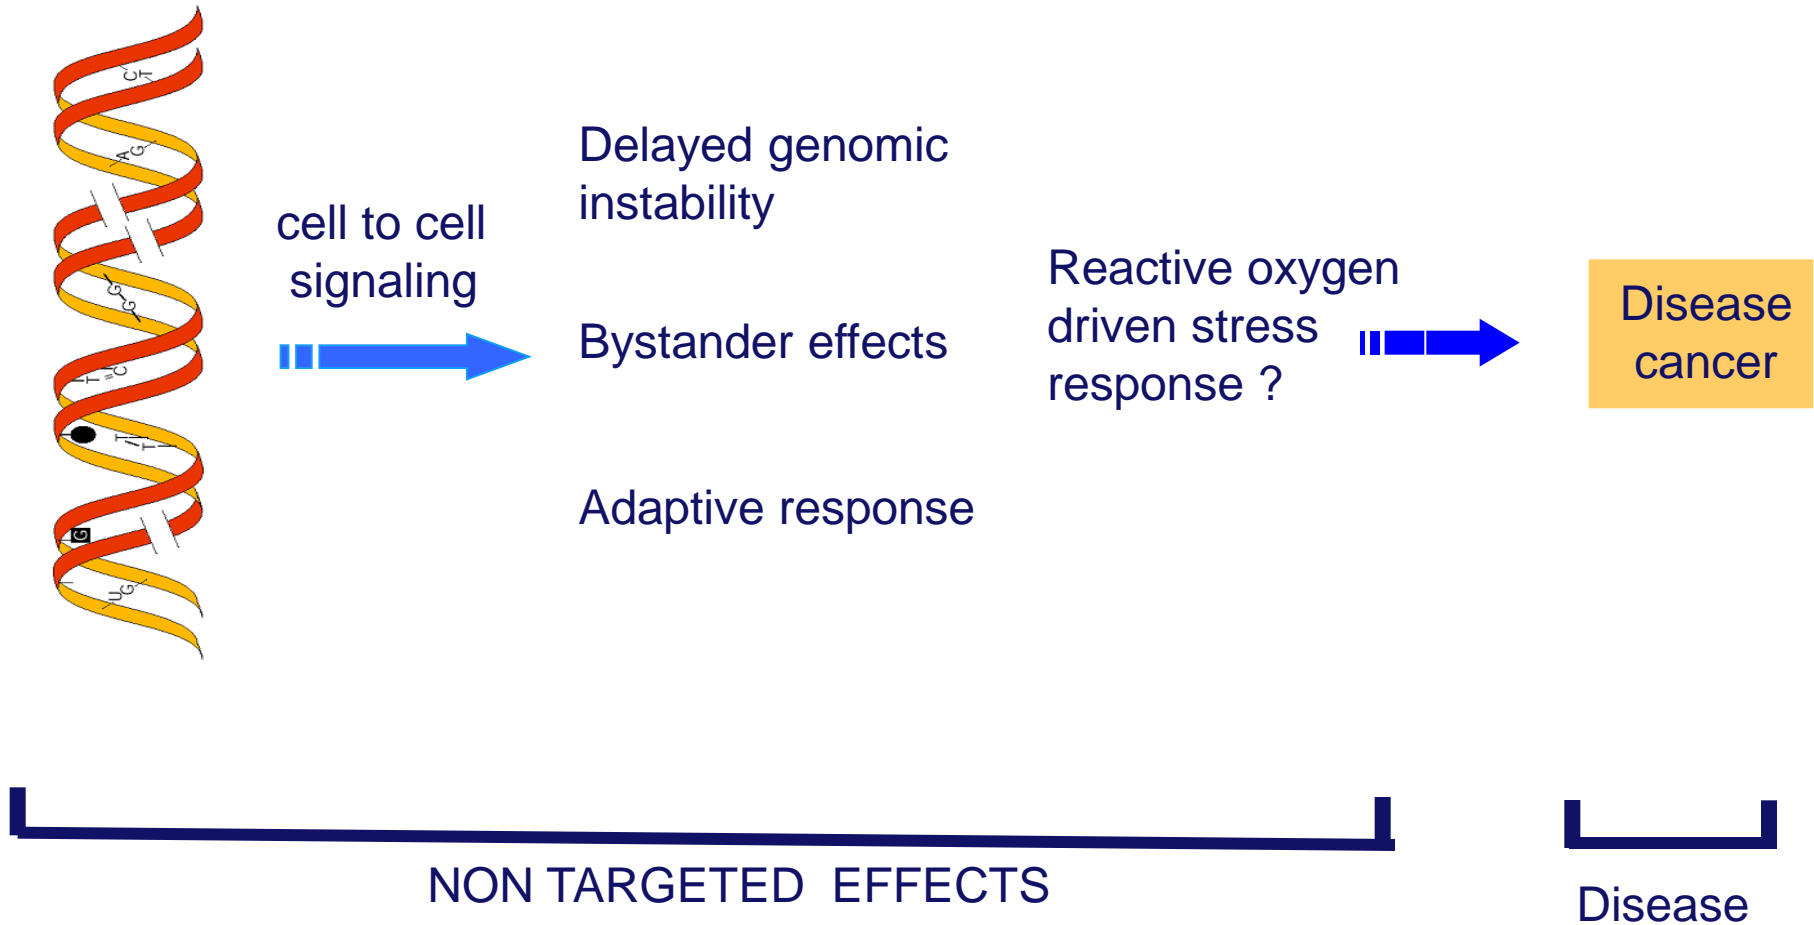 C T
A G
cell to cell
signaling
Delayed genomic
instability
Bystander effects
Adaptive response
Reactive oxygen
driven stress
response ?
Disease
cancer
G G
T C
T T
G
U G
NON TARGETED EFFECTS
Disease